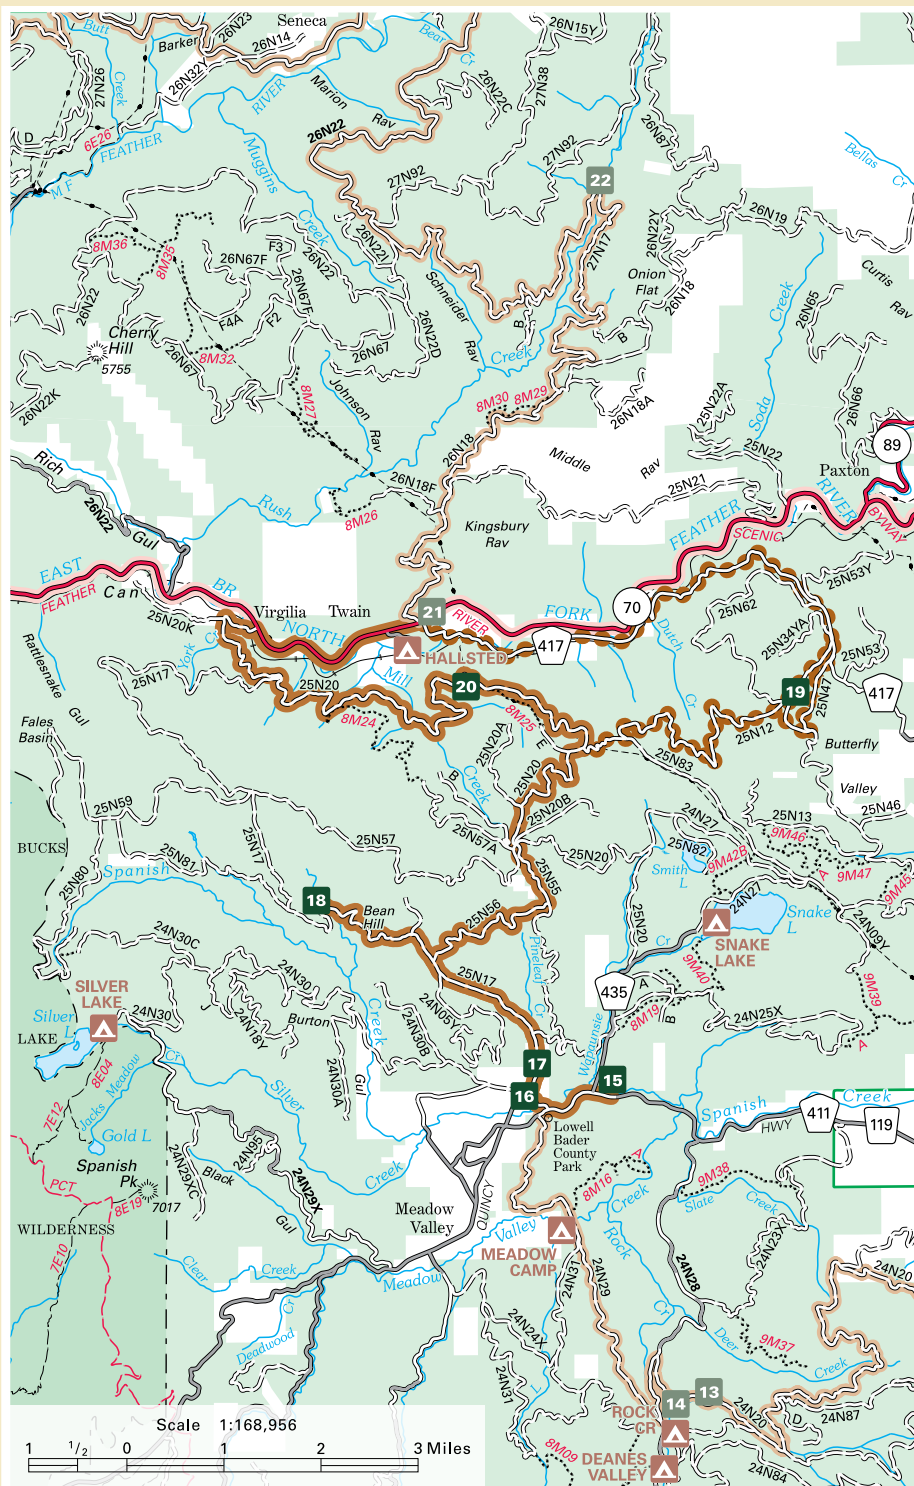 Seneca
Butt
Creek
Barker
26N23
26N14
26N32Y
27N26
6E26
D
FEATHER
RIVER
M F
Marion
Rav
Bear
Cr
26N22C
27N38
26N15Y
26N22
27N92
27N92
22
26N87
26N19
Bellas
Cr
Muggins
Creek
26N22I
26N22
8M36
8M35
F3
26N67F
26N67F
F4A
F2
26N22
Cherry
Hill
5755
8M32
26N67
26N67
26N22D
26N22K
8M27
Johnson
Rav
Schneider
Rav
Creek
B
B
27N17
26N22Y
Onion
Flat
26N18
Creek
Soda
26N65
Curtis
Rav
26N66
8M30
8M29
26N18
26N18A
25N22A
25N22
89
Paxton
Middle
Rav
25N21
26N18F
8M26
Rush
Kingsbury
Rav
FEATHER
RIVER
SCENIC
BYWAY
Rich
Gul
26N22
EAST
BR
FEATHER
Can
Virgilia
Twain
NORTH
21
RIVER
FORK
70
417
HALLSTED
25N20K
York
Cr
25N17
25N20
8M24
Mill
20
8M25
E
Creek
25N20A
B
25N20
25N20B
25N57A
Dutch
Cr
25N62
25N53Y
25N34YA
25N53
417
19
25N47
25N12
25N83
Butterfly
Valley
25N46
Rattlesnake
Gul
Fales
Basin
25N59
BUCKS
25N80
25N81
25N17
25N57
Spanish
18
Bean
Hill
25N56
25N55
25N20
24N27
25N82
Smith
L
9M42B
25N13
9M46
A
9M47
9M45
24N27
Snake
L
SNAKE
LAKE
24N09Y
25N20
Cr
9M40
9M39
A
435
A
B
8M19
24N25X
Pineleaf
Cr
Wapaunsie
25N17
24N30C
24N30
24N05Y
24N30B
J
24N18Y
Burton
Gul
24N30A
Creek
SILVER
LAKE
24N30
Silver
L
LAKE
Cr
8E04
Jacks Meadow
7E12
Gold L
Silver
Creek
17
16
15
Lowell
Bader
County
Park
Spanish
Creek
HWY
411
119
24N95
24N29XC
24N29X
Black
Gul
Spanish
Pk
7017
PCT
8E19
WILDERNESS
7E10
Meadow
Valley
QUINCY
8M16
A
Creek
Rock
Cr
9M38
Slate
Creek
24N23X
Valley
MEADOW
CAMP
Meadow
Clear
Creek
Deadwood
Cr
24N31
24N29
24N28
24N20
24N24X
L
24N37
Deer
Creek
9M37
14
13
ROCK
CR
24N20
D
24N87
24N84
DEANES
VALLEY
8M09
Scale 1:168,956
1 1/2 0 1 2 3 Miles